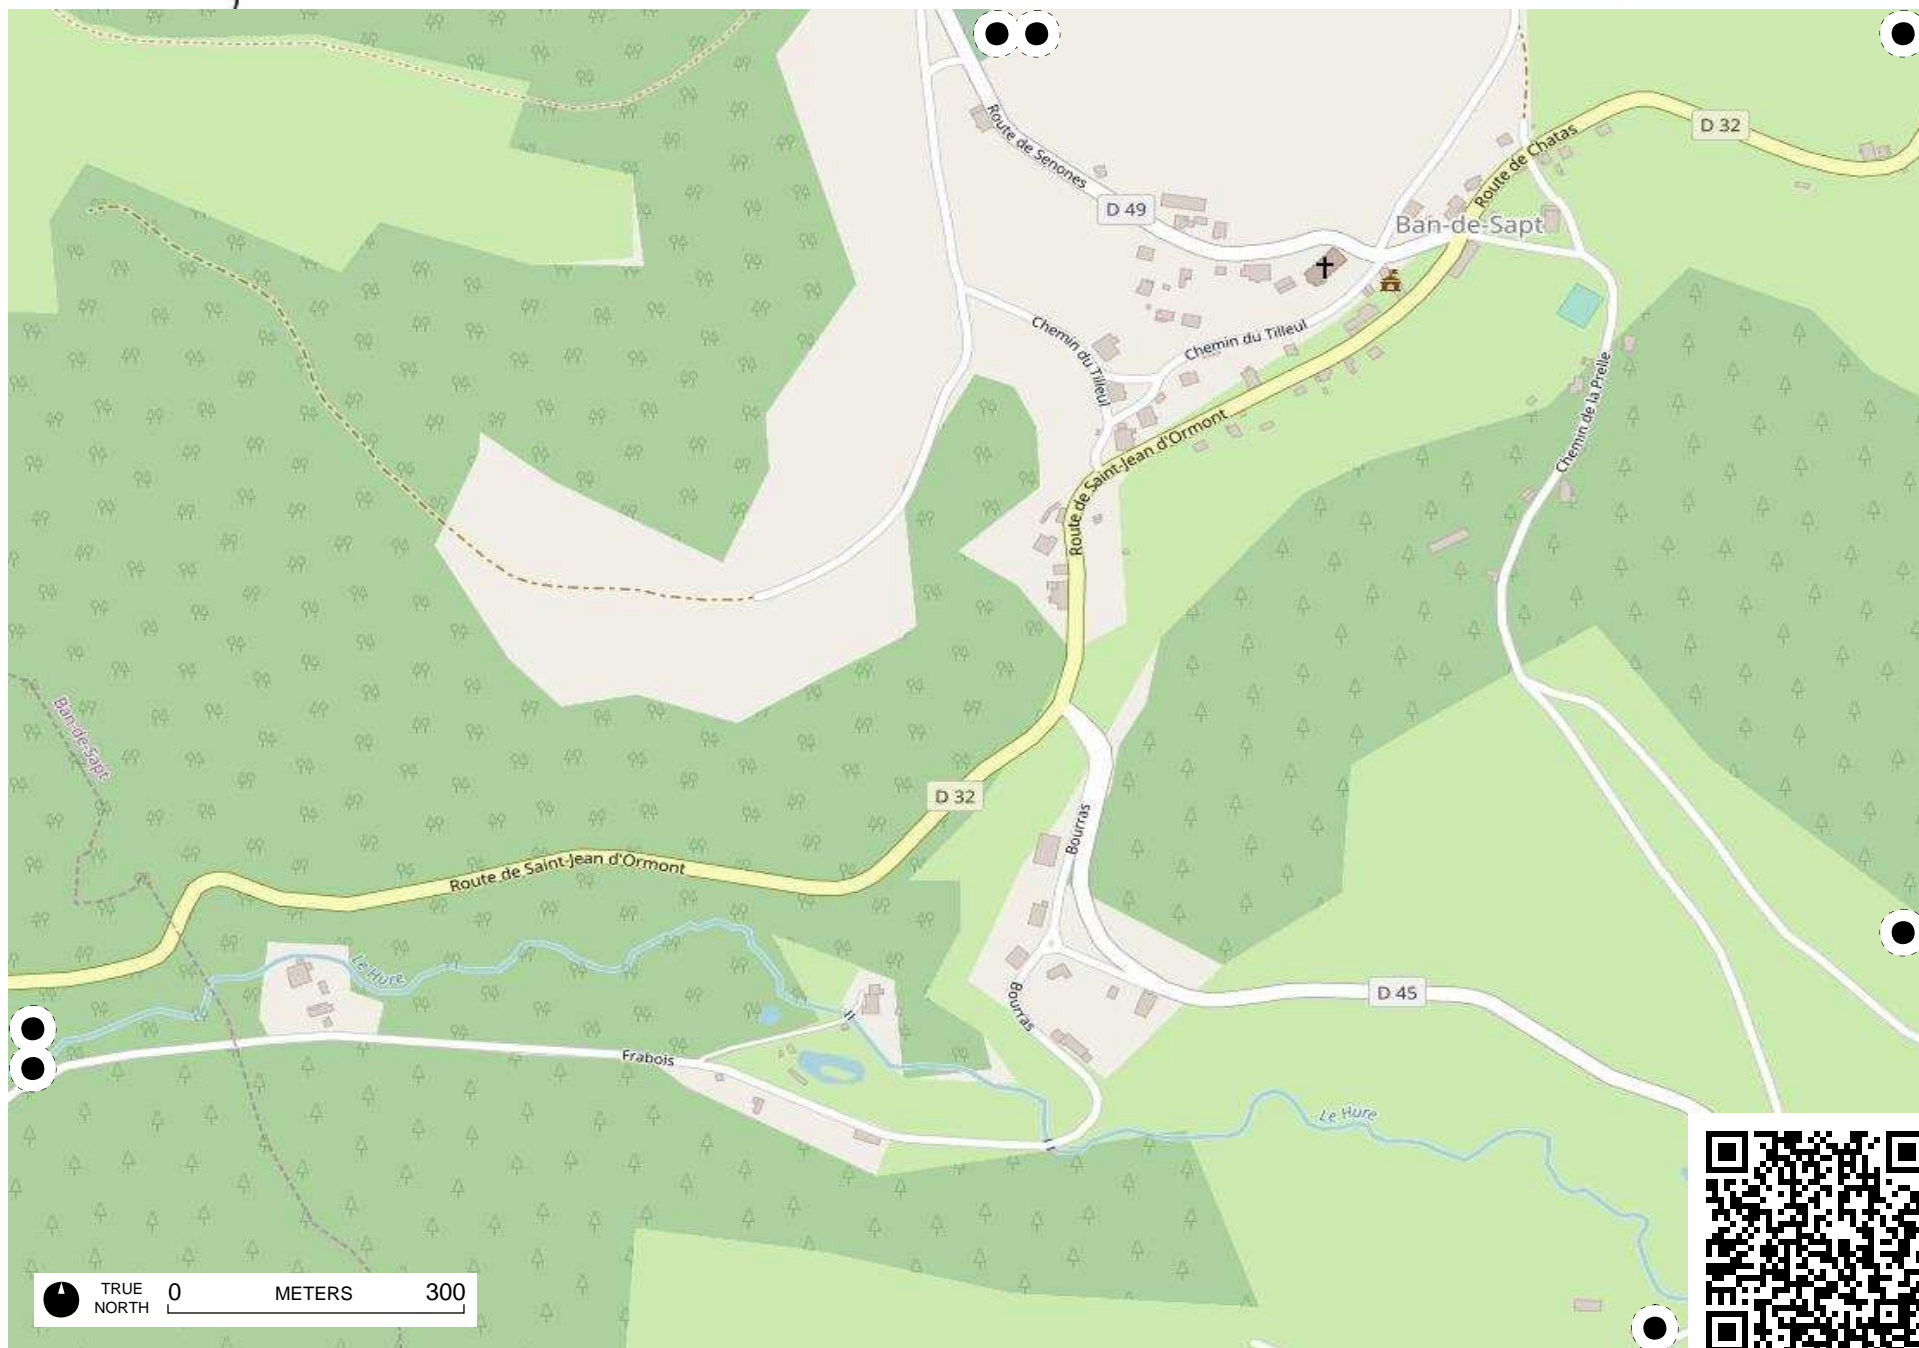 Route de Senones
Route de Chatas
D 32
D 49
Ban-de-Sapt
Chemin du Tilleul
Chemin du Tilleul
Chemin de la Prelle
Route de Saint-Jean d'Ormont
Ban-de-Sapt
D 32
Bourras
Route de Saint-Jean d'Ormont
Le Hure
D 45
Bourras
Frabois
Le Hure
TRUE
NORTH
0 METERS 300